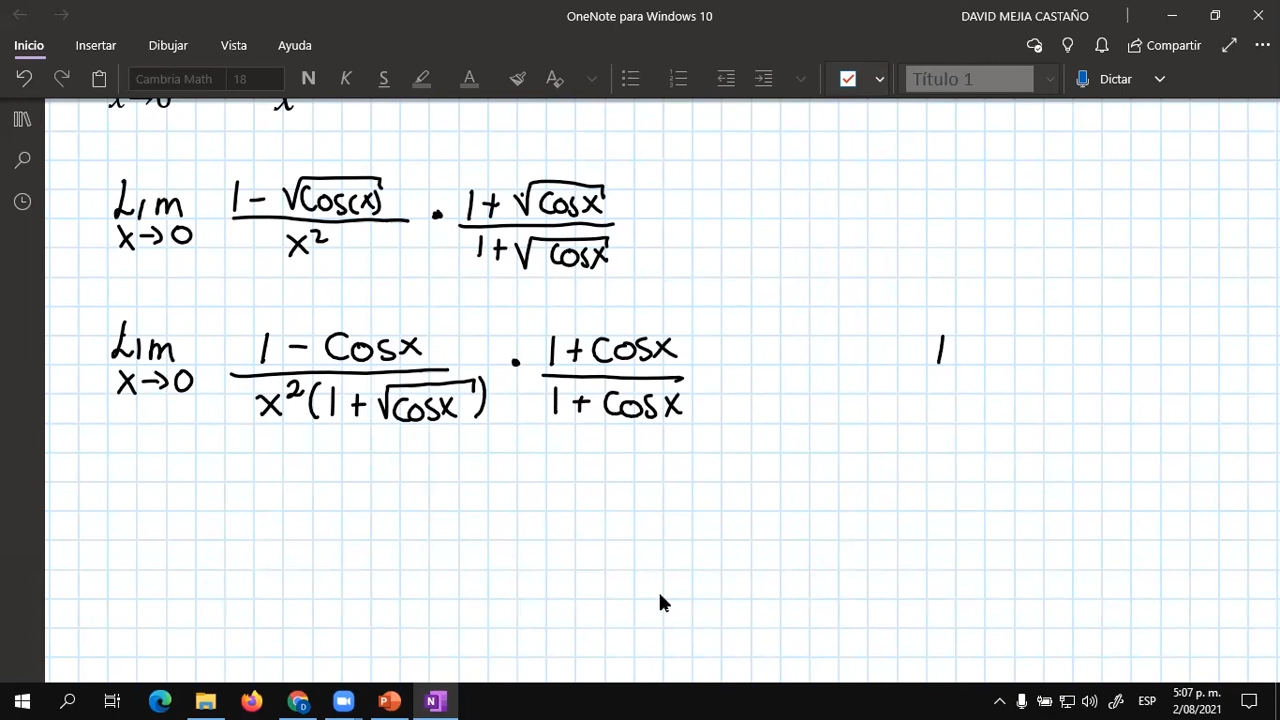 OneNote para Windows 10
DAVID MEJIA CASTAÑO
Inicio Insertar Dibujar Vista Ayuda
Compartir
Cambria Math 18 N K S A Título 1 Dictar
x→0 x
Lim 1 - √Cos(x) / x² · 1 + √Cosx / 1 + √Cosx
x→0
Lim 1 - Cosx / x²(1 + √Cosx) · 1 + Cosx / 1 + Cosx 1
x→0
ESP
5:07 p. m.
2/08/2021